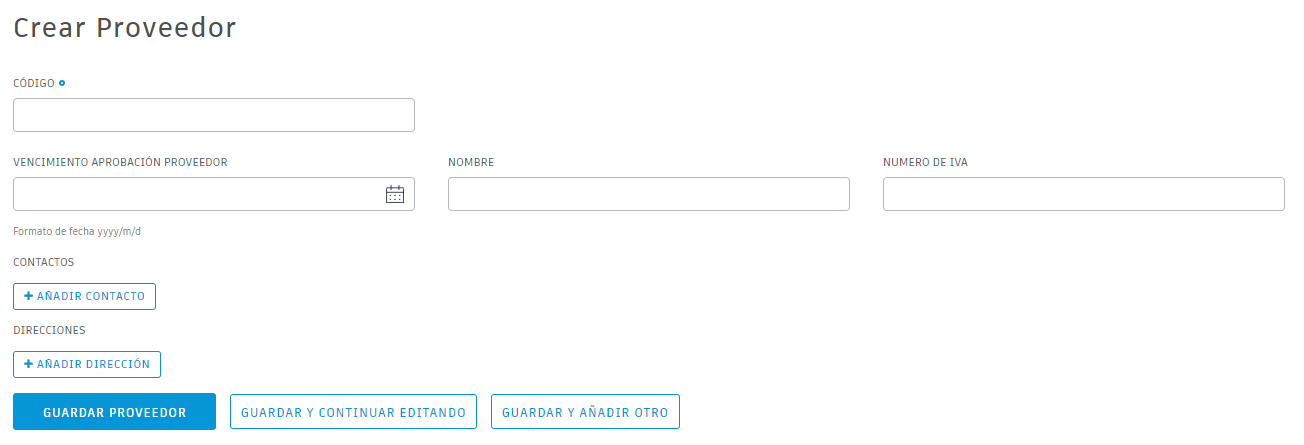 Crear Proveedor
CÓDIGO
VENCIMIENTO APROBACIÓN PROVEEDOR NOMBRE NUMERO DE IVA
Formato de fecha yyyy/m/d
CONTACTOS
+ AÑADIR CONTACTO
DIRECCIONES
+ AÑADIR DIRECCIÓN
GUARDAR PROVEEDOR GUARDAR Y CONTINUAR EDITANDO GUARDAR Y AÑADIR OTRO